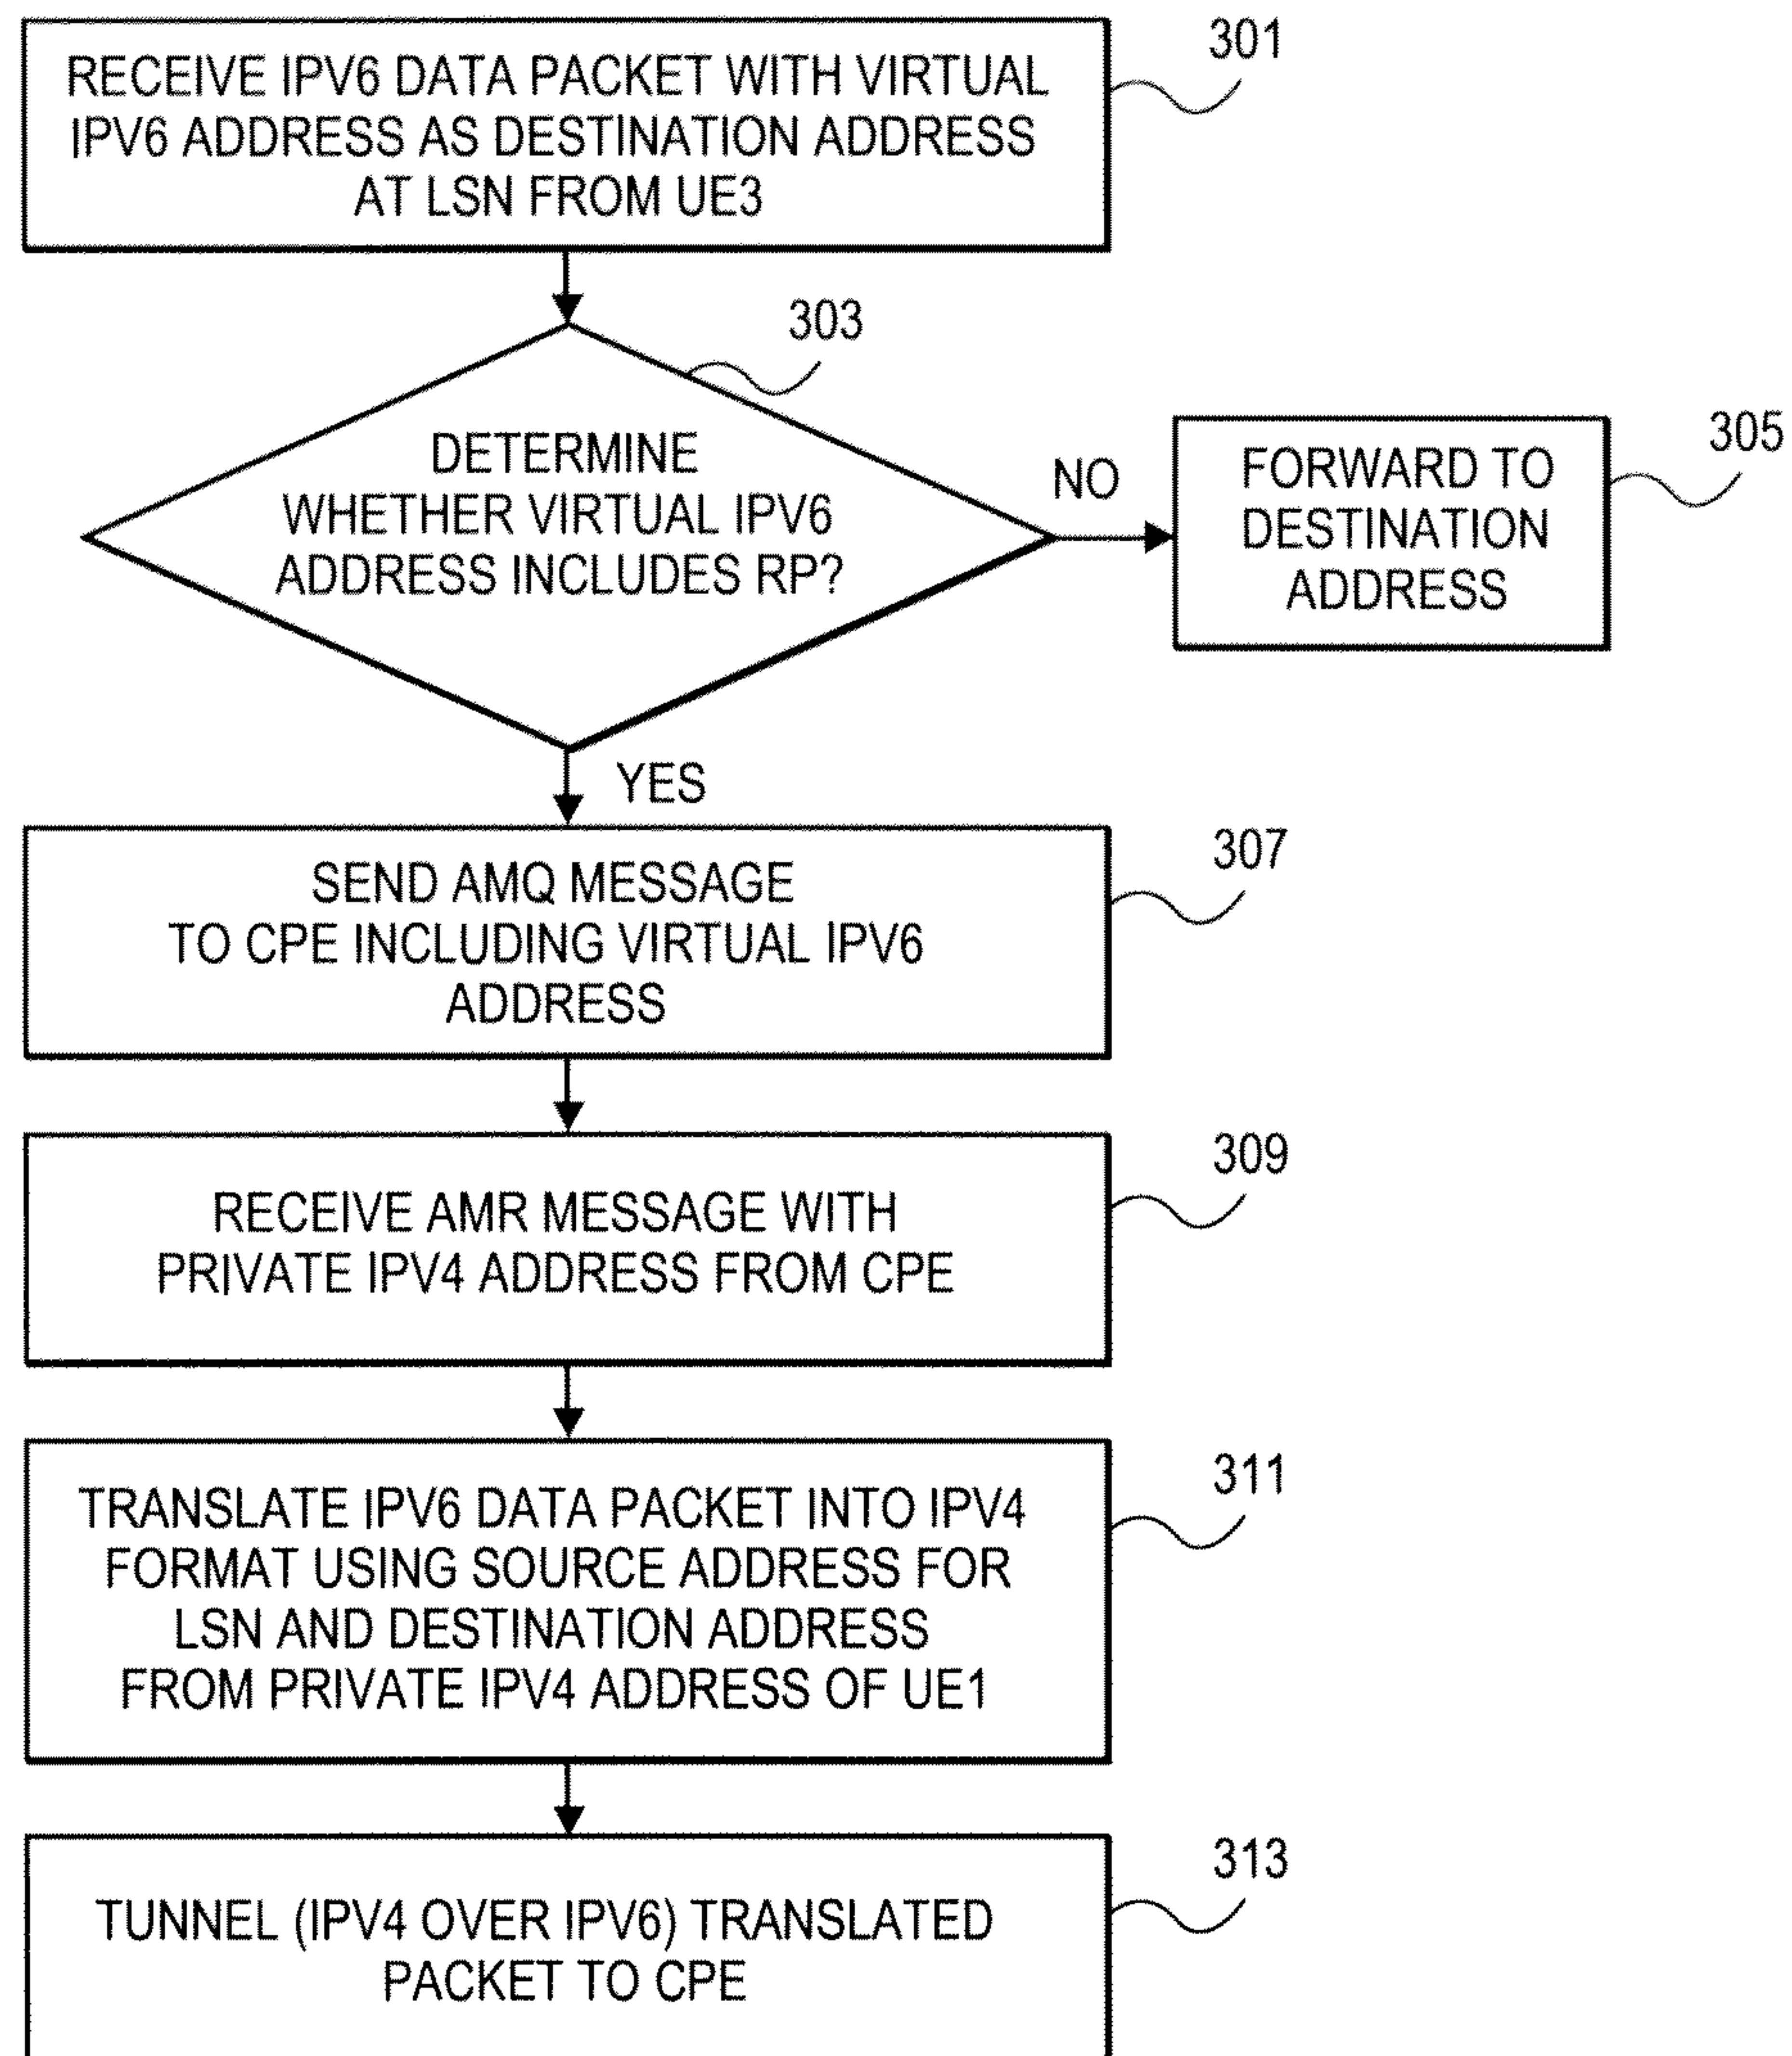 RECEIVE IPV6 DATA PACKET WITH VIRTUAL
IPV6 ADDRESS AS DESTINATION ADDRESS
AT LSN FROM UE3
301
303
DETERMINE
WHETHER VIRTUAL IPV6
ADDRESS INCLUDES RP?
NO
FORWARD TO
DESTINATION
ADDRESS
305
YES
SEND AMQ MESSAGE
TO CPE INCLUDING VIRTUAL IPV6
ADDRESS
307
RECEIVE AMR MESSAGE WITH
PRIVATE IPV4 ADDRESS FROM CPE
309
TRANSLATE IPV6 DATA PACKET INTO IPV4
FORMAT USING SOURCE ADDRESS FOR
LSN AND DESTINATION ADDRESS
FROM PRIVATE IPV4 ADDRESS OF UE1
311
TUNNEL (IPV4 OVER IPV6) TRANSLATED
PACKET TO CPE
313